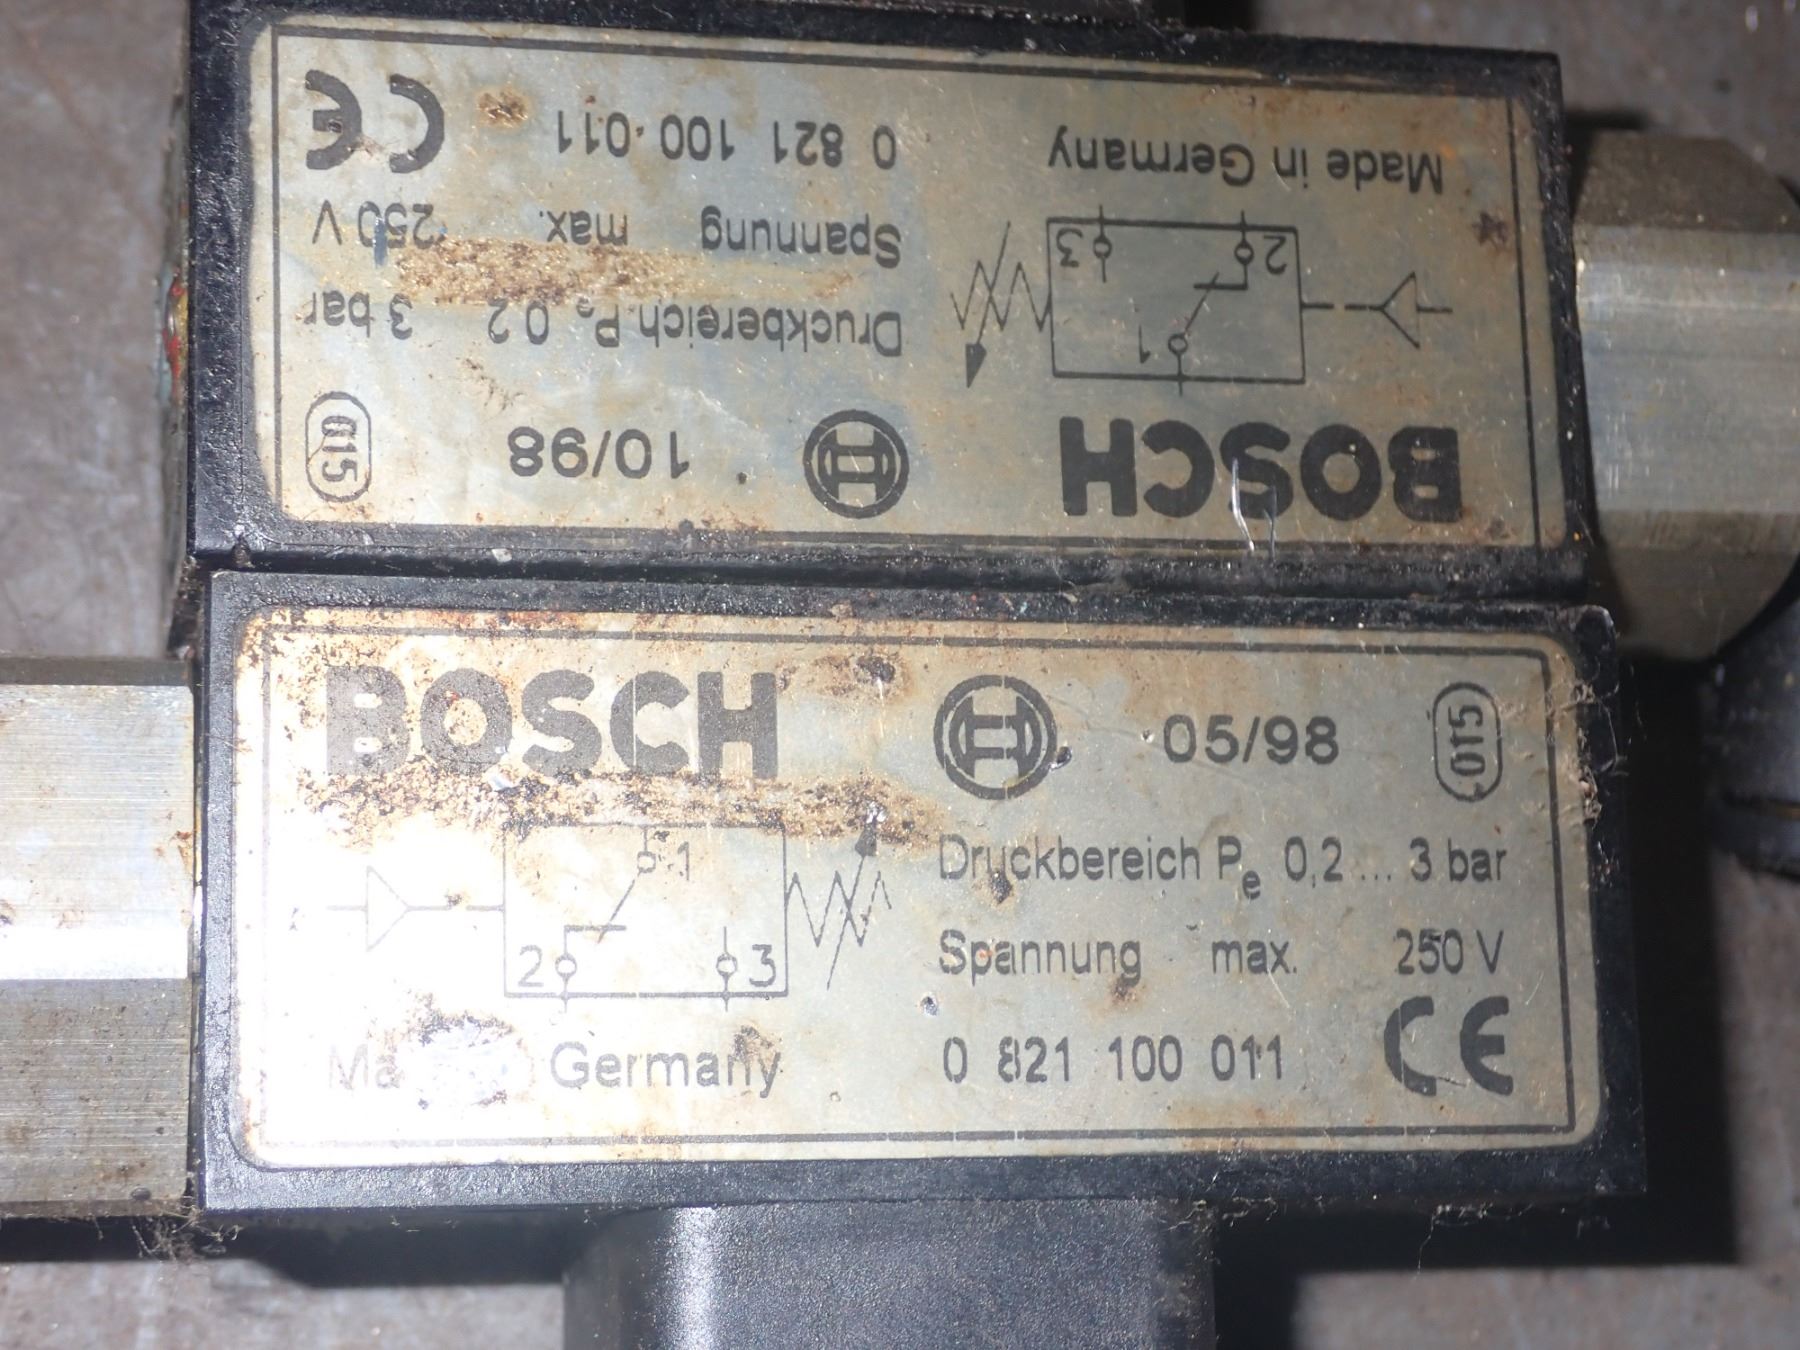 BOSCH 10/98 015
1
2 3
Druckbereich Pe 0,2 3 bar
Spannung max. 250 V
Made in Germany 0 821 100 011 CE
BOSCH 05/98 015
1
2 3
Druckbereich Pe 0,2 ... 3 bar
Spannung max. 250 V
Germany 0 821 100 011 CE